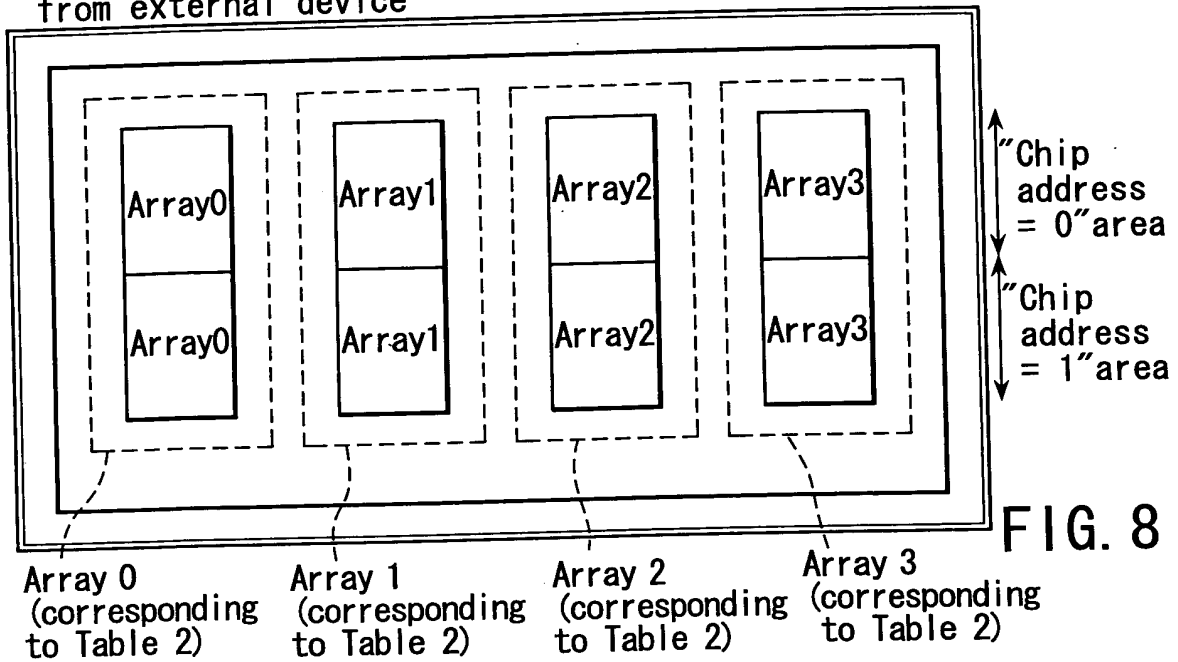 from external device
Array0 Array1 Array2 Array3
"Chip
address
= 0"area
Array0 Array1 Array2 Array3
"Chip
address
= 1"area
FIG. 8
Array 0
(corresponding
to Table 2)
Array 1
(corresponding
to Table 2)
Array 2
(corresponding
to Table 2)
Array 3
(corresponding
to Table 2)